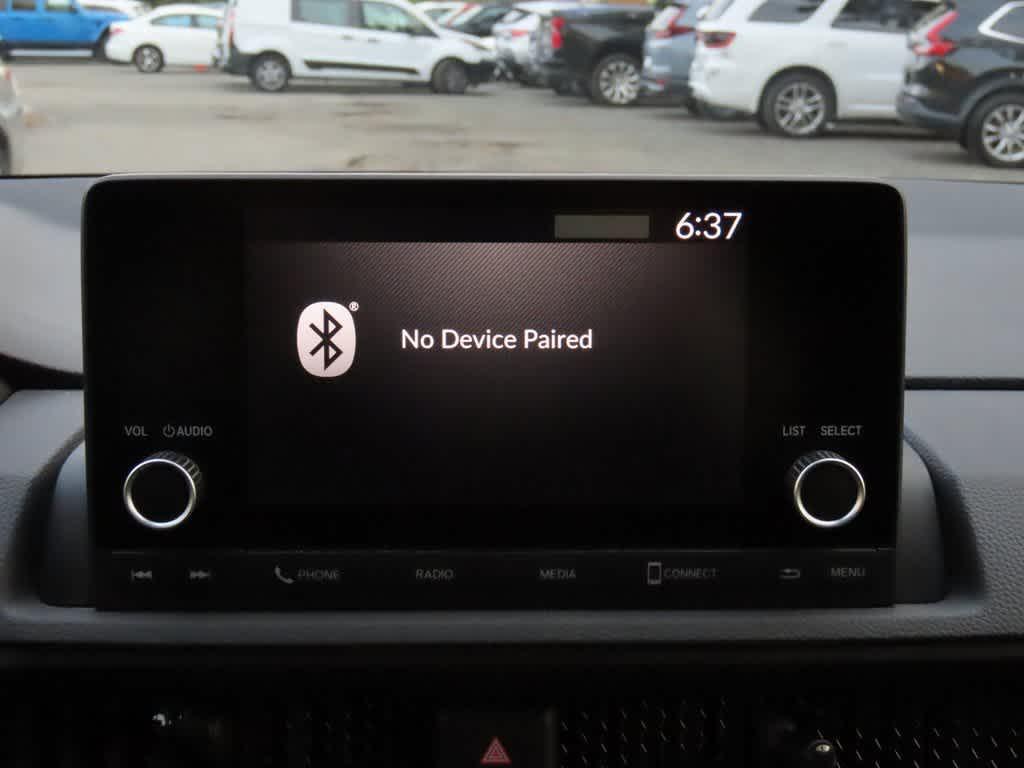 6:37
®
No Device Paired
VOL AUDIO
LIST SELECT
PHONE RADIO MEDIA CONNECT MENU